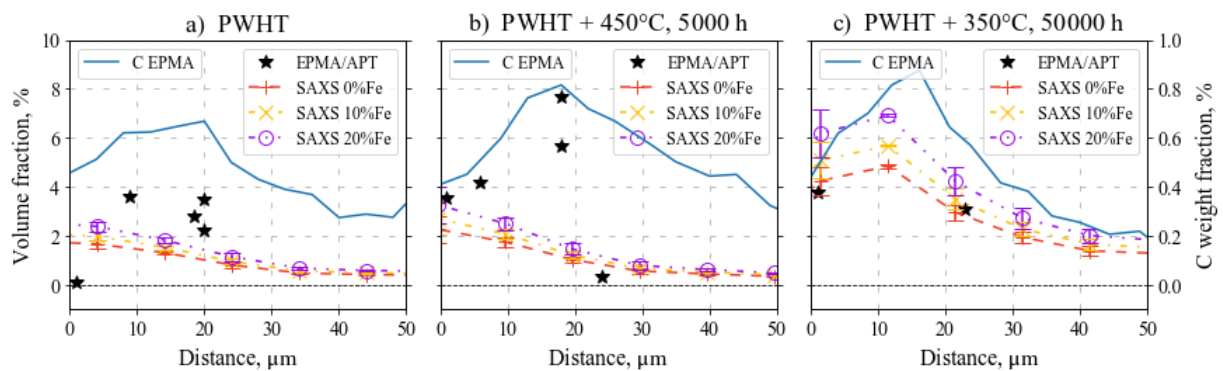 a) PWHT
b) PWHT + 450°C, 5000 h
c) PWHT + 350°C, 50000 h
Volume fraction, %
10
8
6
4
2
0
C EPMA
EPMA/APT
SAXS 0%Fe
SAXS 10%Fe
SAXS 20%Fe
0 10 20 30 40 50
Distance, µm
C EPMA
EPMA/APT
SAXS 0%Fe
SAXS 10%Fe
SAXS 20%Fe
0 10 20 30 40 50
Distance, µm
C EPMA
EPMA/APT
SAXS 0%Fe
SAXS 10%Fe
SAXS 20%Fe
0 10 20 30 40 50
Distance, µm
1.0
0.8
0.6
0.4
0.2
0.0
C weight fraction, %